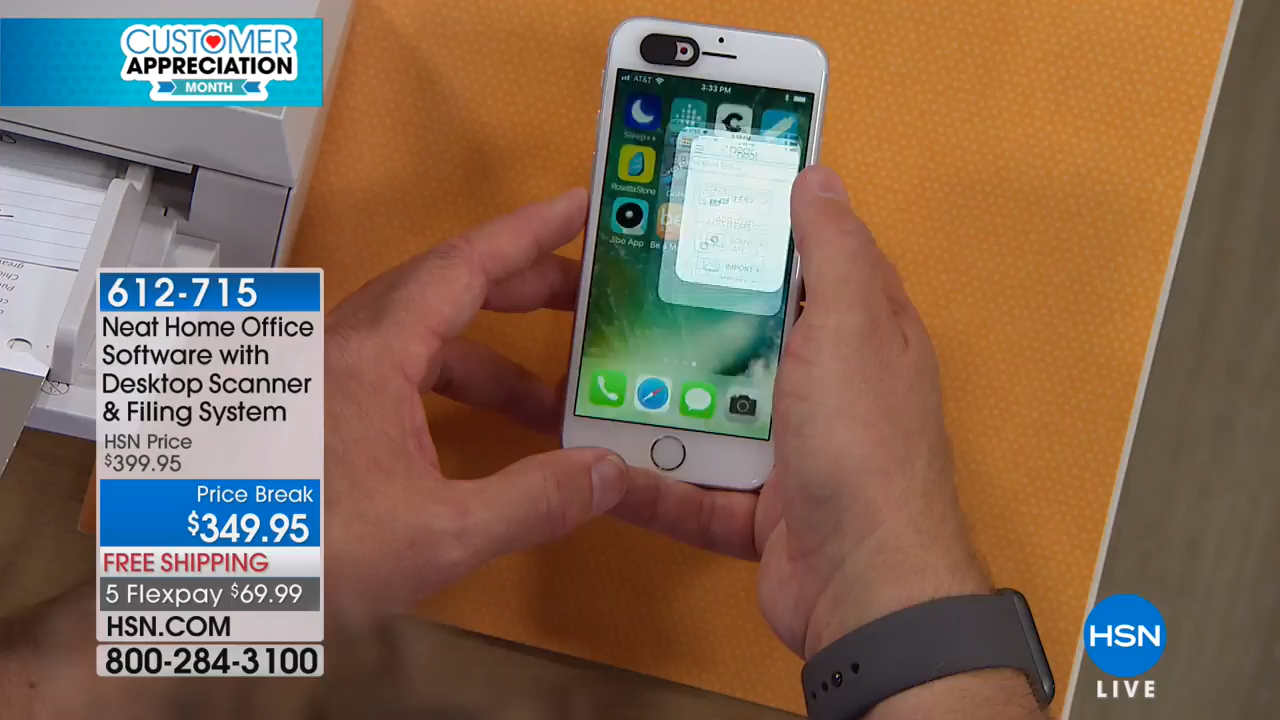 CUSTOMER
APPRECIATION
MONTH
AT&T
3:33 PM
Sleep++
RosettaStone
Jibo App
IMPORT
612-715
Neat Home Office
Software with
Desktop Scanner
& Filing System
HSN Price
$399.95
Price Break
$349.95
FREE SHIPPING
5 Flexpay $69.99
HSN.COM
800-284-3100
HSN
LIVE